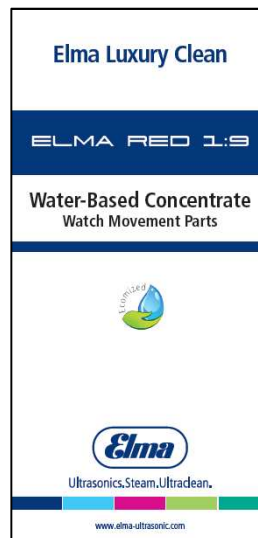 Elma Luxury Clean
ELMA RED 1:9
Water-Based Concentrate
Watch Movement Parts
Ecomized
Elma
Ultrasonics.Steam.Ultraclean.
www.elma-ultrasonic.com